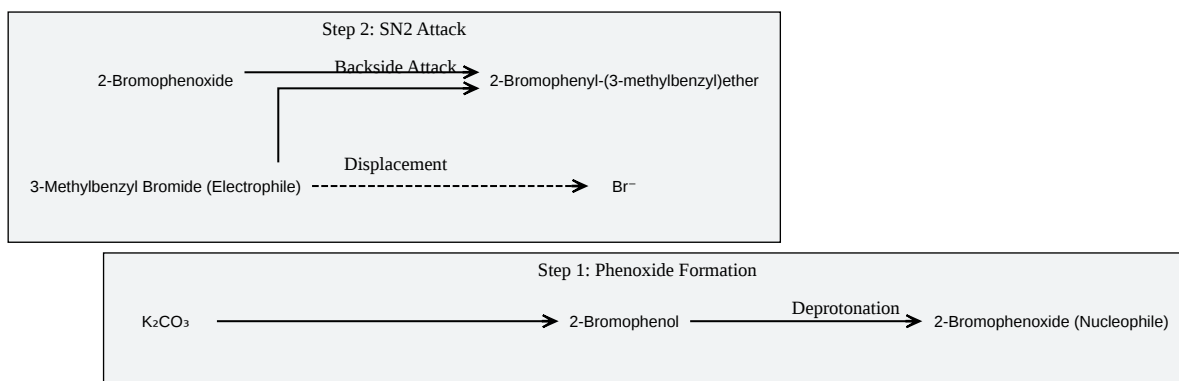 Step 2: SN2 Attack
2-Bromophenoxide
Backside Attack
2-Bromophenyl-(3-methylbenzyl)ether
Displacement
3-Methylbenzyl Bromide (Electrophile)
Br⁻
Step 1: Phenoxide Formation
K₂CO₃
2-Bromophenol
Deprotonation
2-Bromophenoxide (Nucleophile)